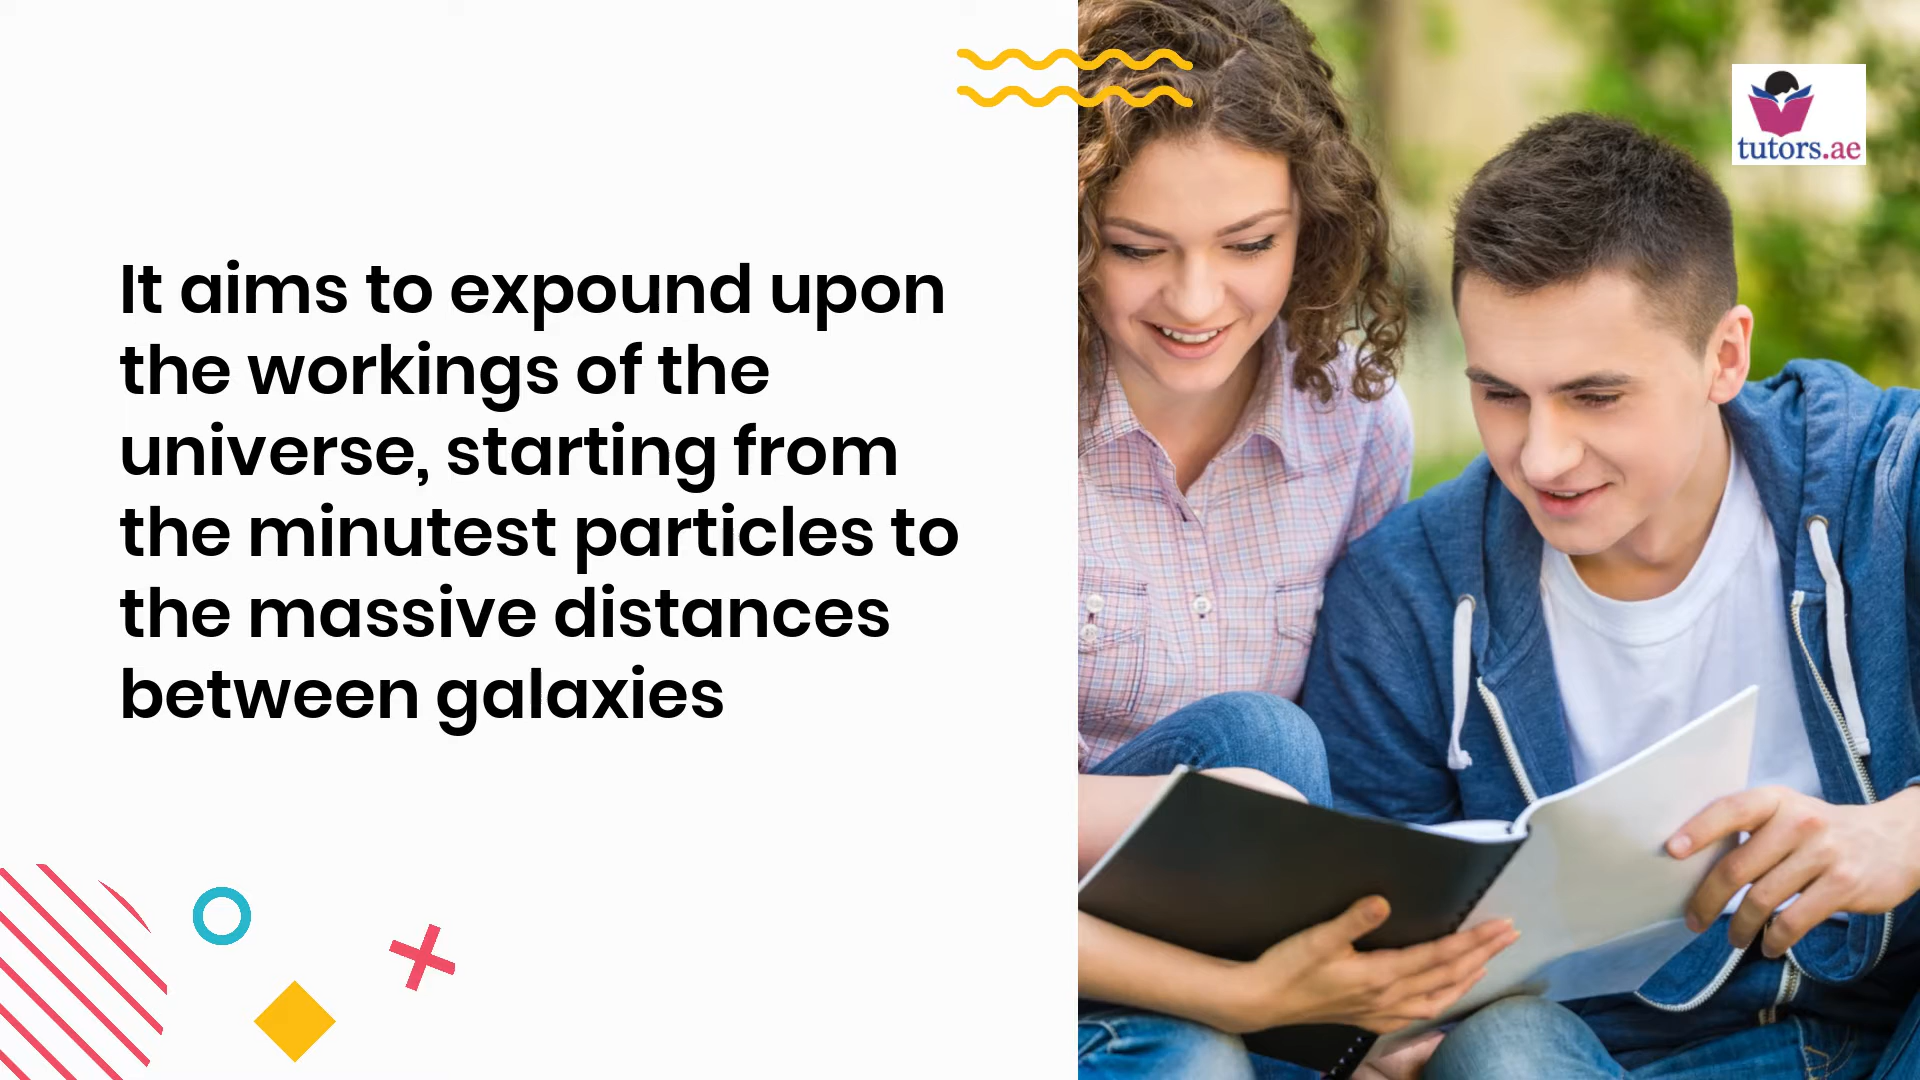 It aims to expound upon
the workings of the
universe, starting from
the minutest particles to
the massive distances
between galaxies
tutors.ae